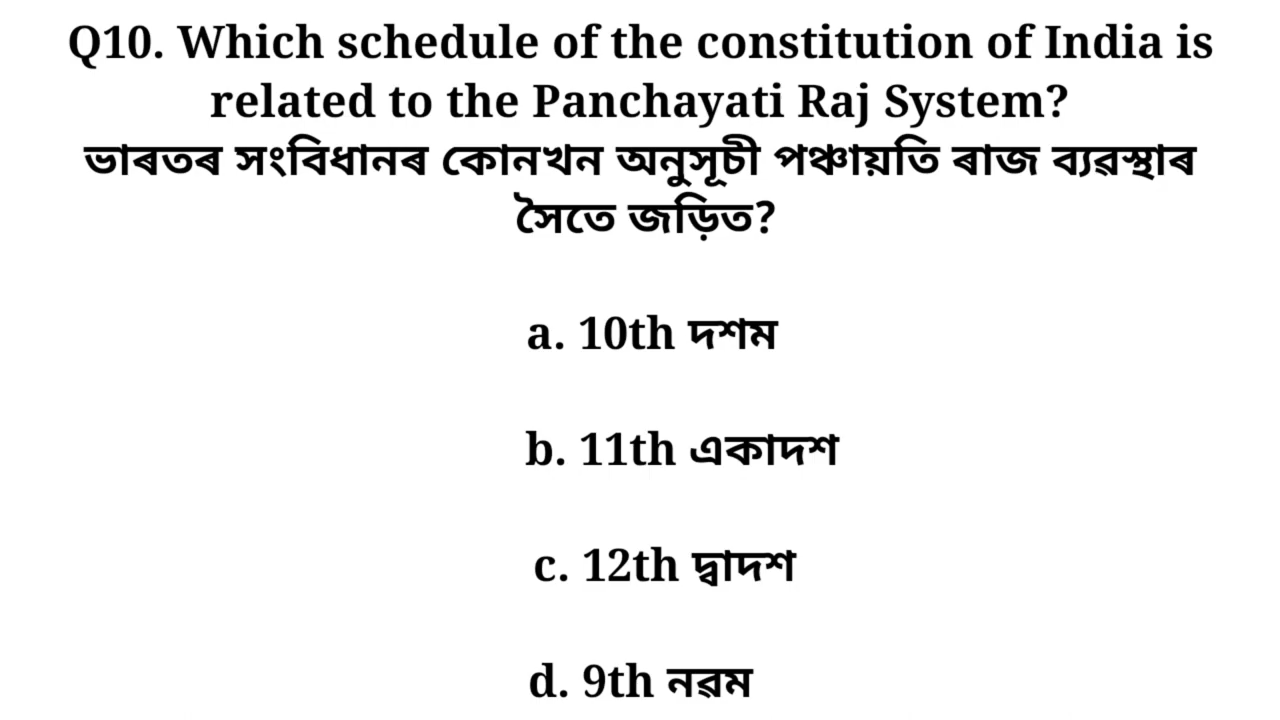 Q10. Which schedule of the constitution of India is
related to the Panchayati Raj System?
ভাৰতৰ সংবিধানৰ কোনখন অনুসূচী পঞ্চায়তি ৰাজ ব্যৱস্থাৰ
সৈতে জড়িত?
a. 10th দশম
b. 11th একাদশ
c. 12th দ্বাদশ
d. 9th নৱম